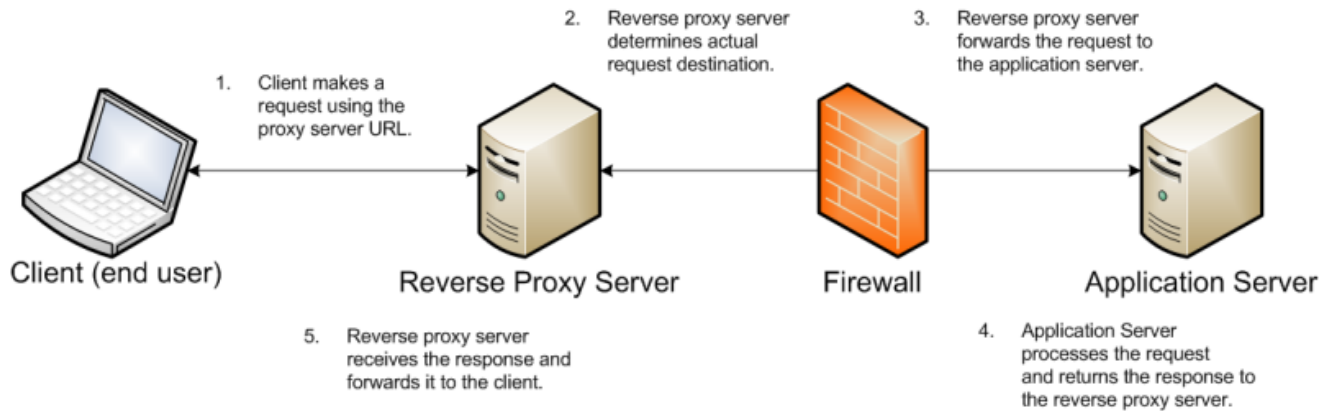 1. Client makes a
request using the
proxy server URL.
2. Reverse proxy server
determines actual
request destination.
3. Reverse proxy server
forwards the request to
the application server.
Client (end user)
Reverse Proxy Server
Firewall
Application Server
4. Application Server
processes the request
and returns the response to
the reverse proxy server.
5. Reverse proxy server
receives the response and
forwards it to the client.